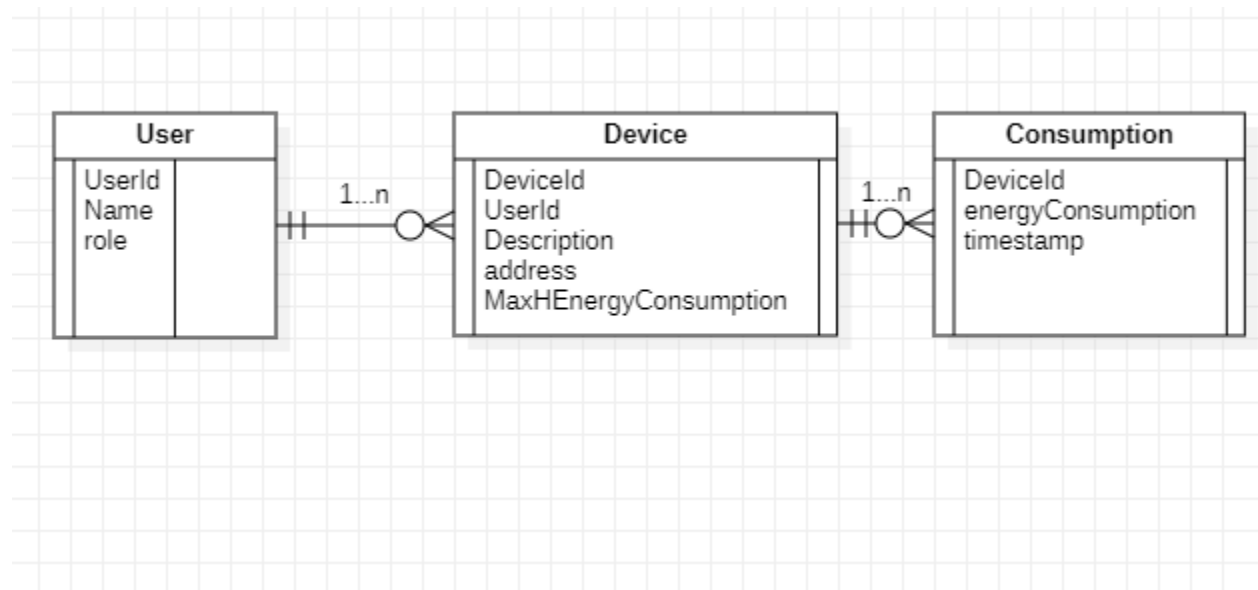 User
UserId
Name
role
1...n
Device
DeviceId
UserId
Description
address
MaxHEnergyConsumption
1...n
Consumption
DeviceId
energyConsumption
timestamp